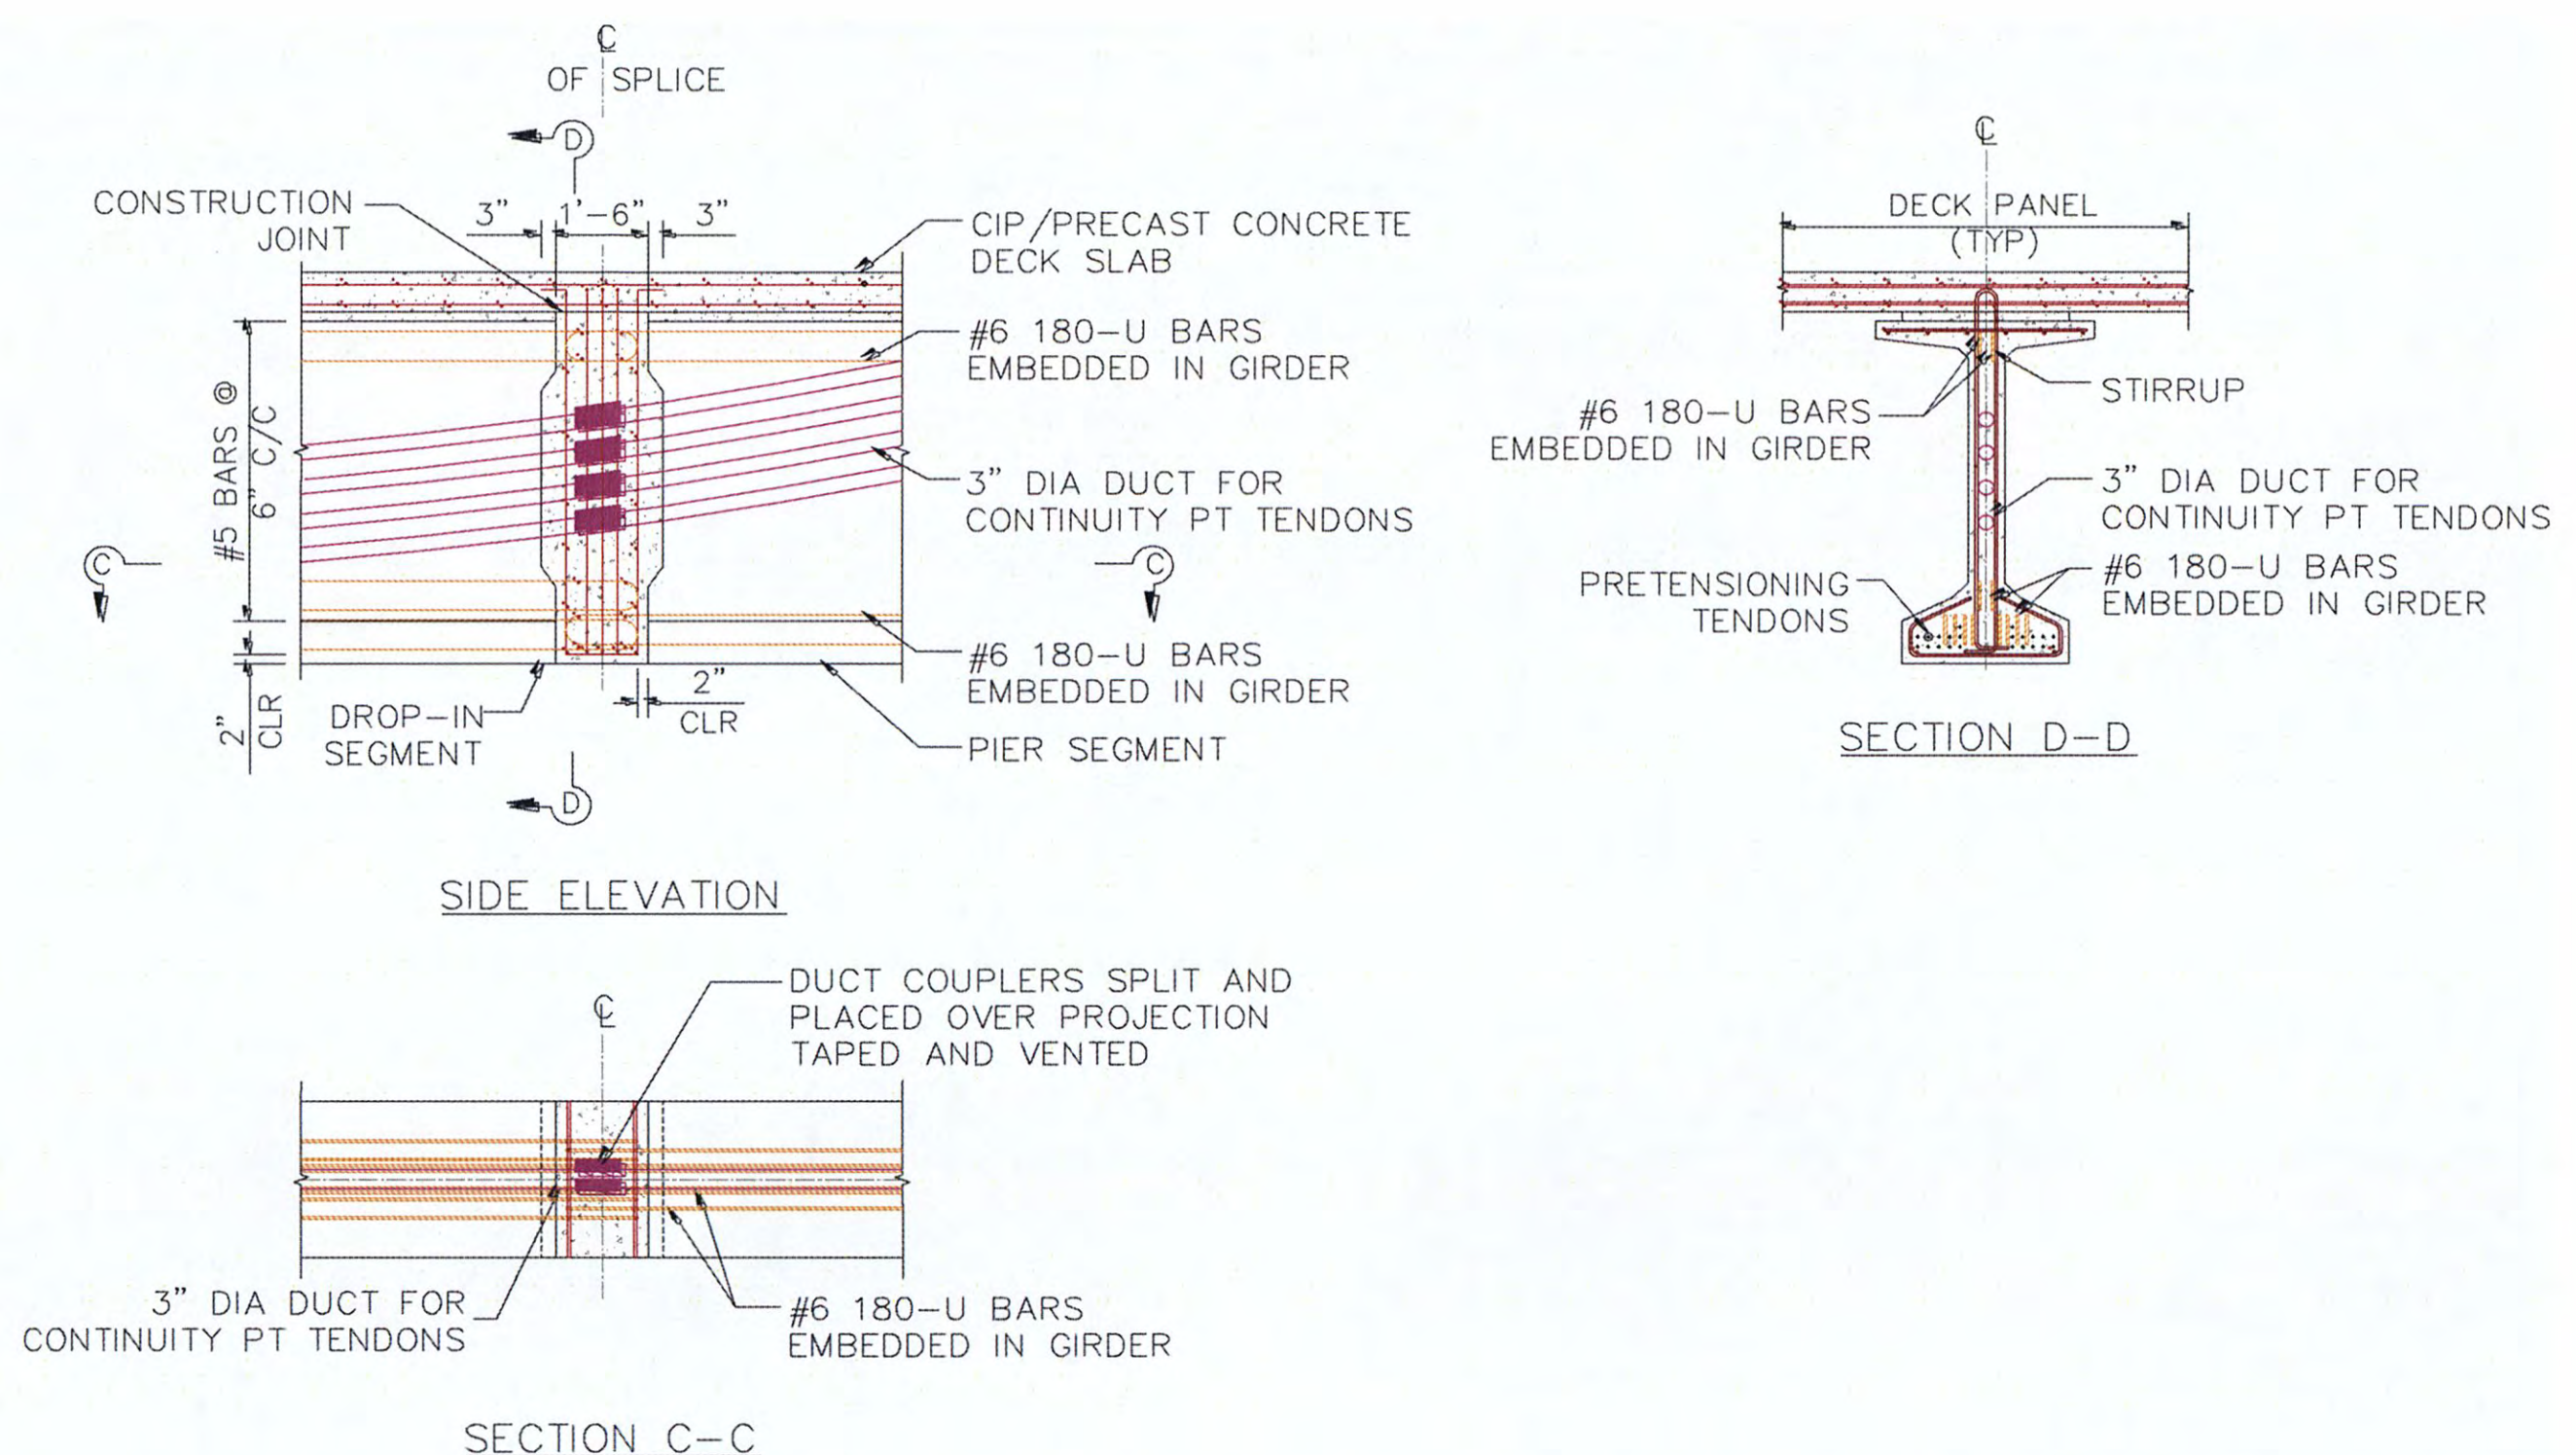 ℄
OF SPLICE
D
CONSTRUCTION
JOINT
3” 1’-6” 3”
CIP/PRECAST CONCRETE
DECK SLAB
#6 180-U BARS
EMBEDDED IN GIRDER
#5 BARS @
6” C/C
3” DIA DUCT FOR
CONTINUITY PT TENDONS
C
C
#6 180-U BARS
EMBEDDED IN GIRDER
2”
CLR
2”
CLR
DROP-IN
SEGMENT
PIER SEGMENT
D
SIDE ELEVATION
℄
DECK PANEL
(TYP)
STIRRUP
#6 180-U BARS
EMBEDDED IN GIRDER
3” DIA DUCT FOR
CONTINUITY PT TENDONS
PRETENSIONING
TENDONS
#6 180-U BARS
EMBEDDED IN GIRDER
SECTION D-D
℄
DUCT COUPLERS SPLIT AND
PLACED OVER PROJECTION
TAPED AND VENTED
3” DIA DUCT FOR
CONTINUITY PT TENDONS
#6 180-U BARS
EMBEDDED IN GIRDER
SECTION C-C